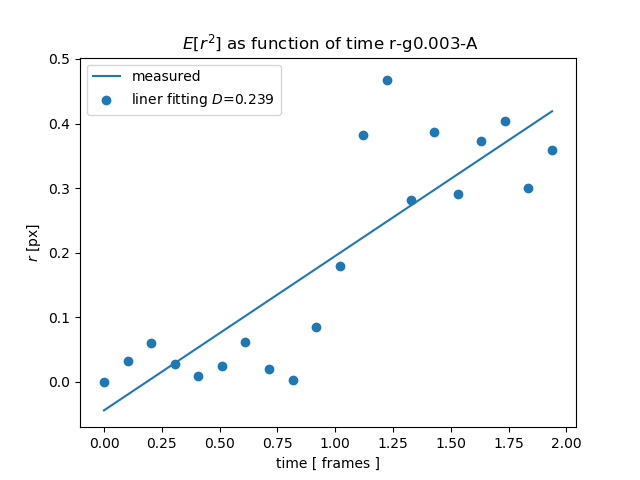 E[r²] as function of time r-g0.003-A
measured
liner fitting D=0.239
0.5
0.4
0.3
0.2
0.1
0.0
r [px]
0.00 0.25 0.50 0.75 1.00 1.25 1.50 1.75 2.00
time [ frames ]